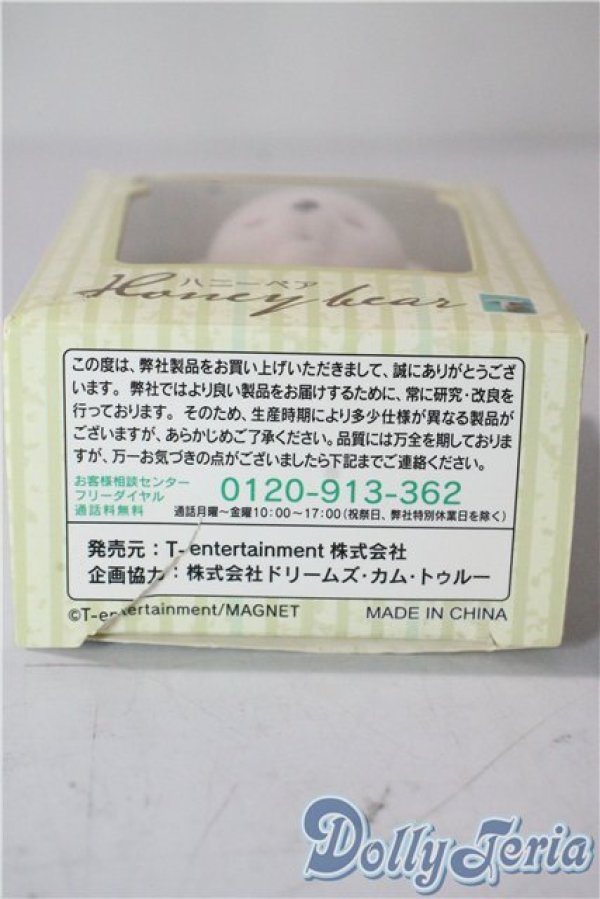 ハニーベア
Honey bear
この度は、弊社製品をお買い上げいただきまして、誠にありがとうござ
います。弊社ではより良い製品をお届けするために、常に研究・改良を
行っております。そのため、生産時期により多少仕様が異なる製品が
ございますが、あらかじめご了承ください。品質には万全を期しておりま
すが、万一お気づきの点がございましたら下記までご連絡ください。
お客様相談センター
フリーダイヤル
通話料無料
0120-913-362
通話月曜〜金曜10:00〜17:00(祝祭日、弊社特別休業日を除く)
発売元:T-entertainment 株式会社
企画協力:株式会社ドリームズ・カム・トゥルー
©T-entertainment/MAGNET MADE IN CHINA
DollyTeria